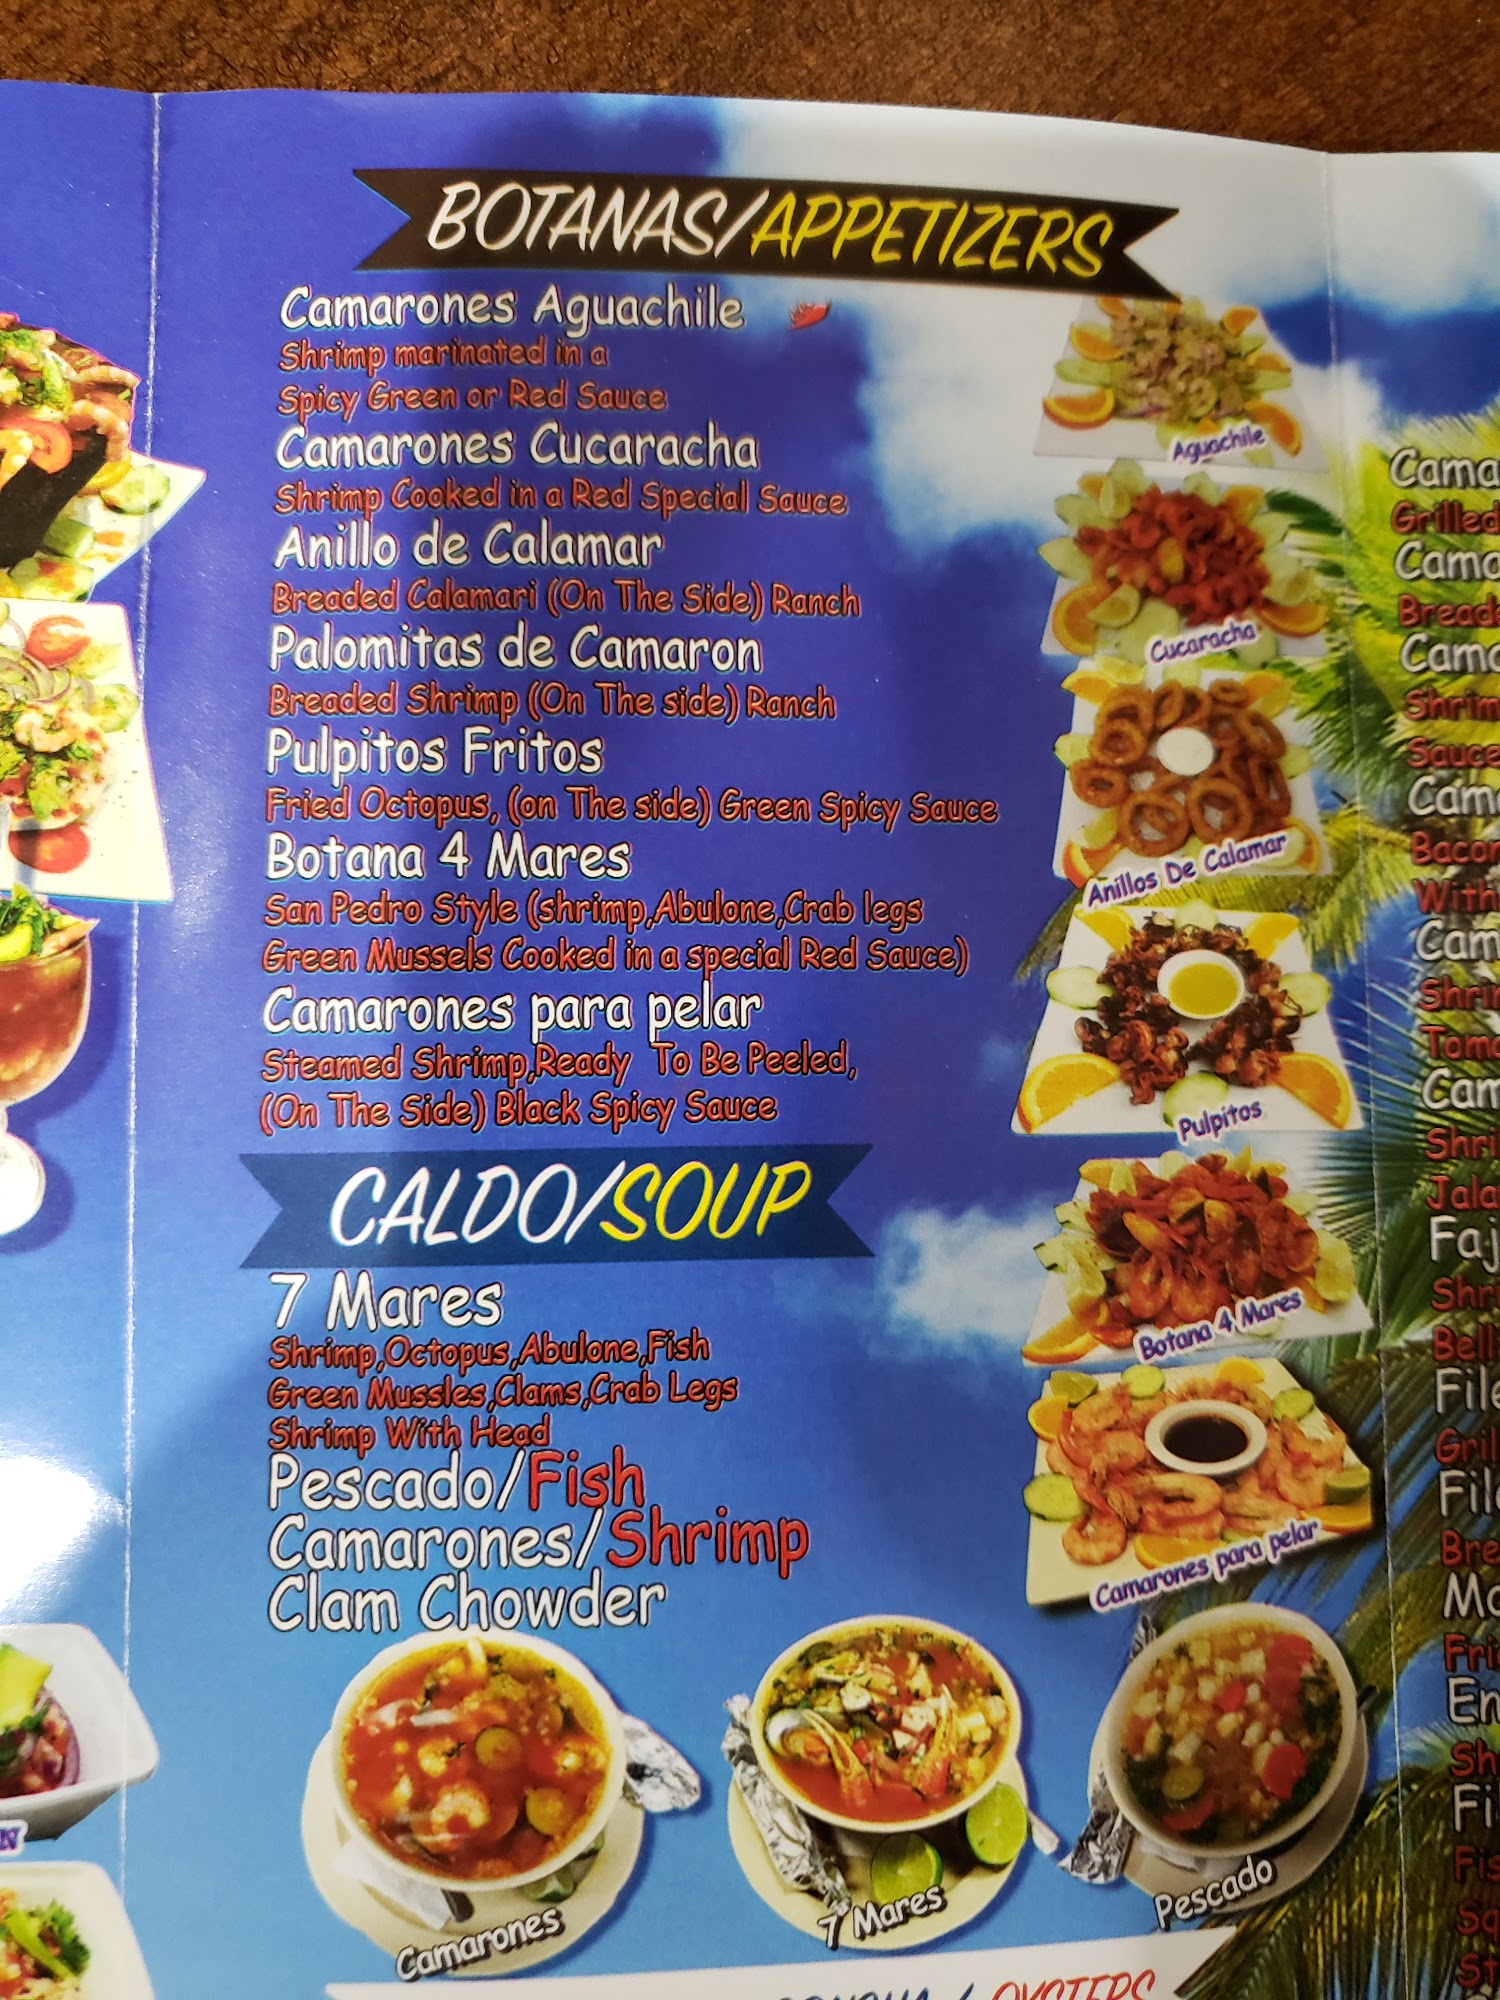 BOTANAS/APPETIZERS
Camarones Aguachile
Shrimp marinated in a
Spicy Green or Red Sauce
Camarones Cucaracha
Shrimp Cooked in a Red Special Sauce
Anillo de Calamar
Breaded Calamari (On The Side) Ranch
Palomitas de Camaron
Breaded Shrimp (On The side) Ranch
Pulpitos Fritos
Fried Octopus, (on The side) Green Spicy Sauce
Botana 4 Mares
San Pedro Style (shrimp,Abulone,Crab legs
Green Mussels Cooked in a special Red Sauce)
Camarones para pelar
Steamed Shrimp,Ready To Be Peeled,
(On The Side) Black Spicy Sauce
Aguachile
Cucaracha
Anillos De Calamar
Pulpitos
Botana 4 Mares
Camarones para pelar
CALDO/SOUP
7 Mares
Shrimp,Octopus,Abulone,Fish
Green Mussles,Clams,Crab Legs
Shrimp With Head
Pescado/Fish
Camarones/Shrimp
Clam Chowder
Camarones
7 Mares
Pescado
/ OYSTERS
Grilled
Sauce
With